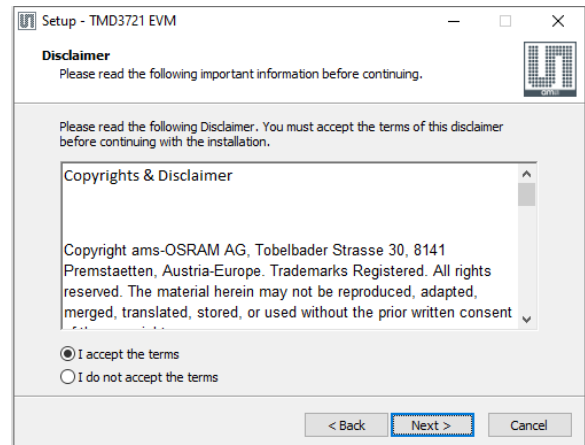 Setup - TMD3721 EVM
Disclaimer
Please read the following important information before continuing.
am
Please read the following Disclaimer. You must accept the terms of this disclaimer
before continuing with the installation.
Copyrights & Disclaimer
Copyright ams-OSRAM AG, Tobelbader Strasse 30, 8141
Premstaetten, Austria-Europe. Trademarks Registered. All rights
reserved. The material herein may not be reproduced, adapted,
merged, translated, stored, or used without the prior written consent
I accept the terms
I do not accept the terms
< Back
Next >
Cancel